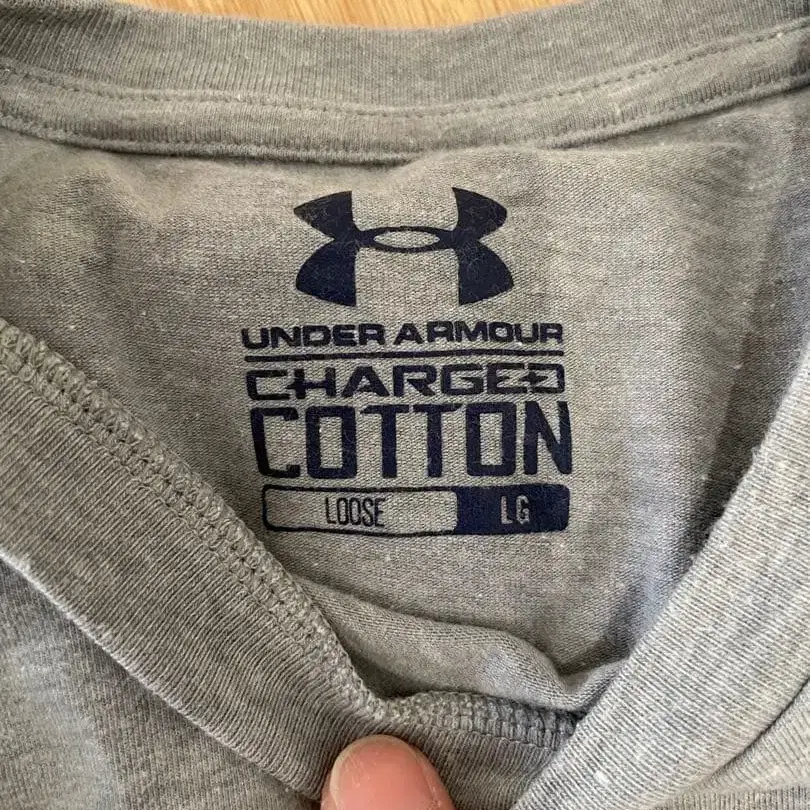 UNDER ARMOUR
CHARGED
COTTON
LOOSE LG